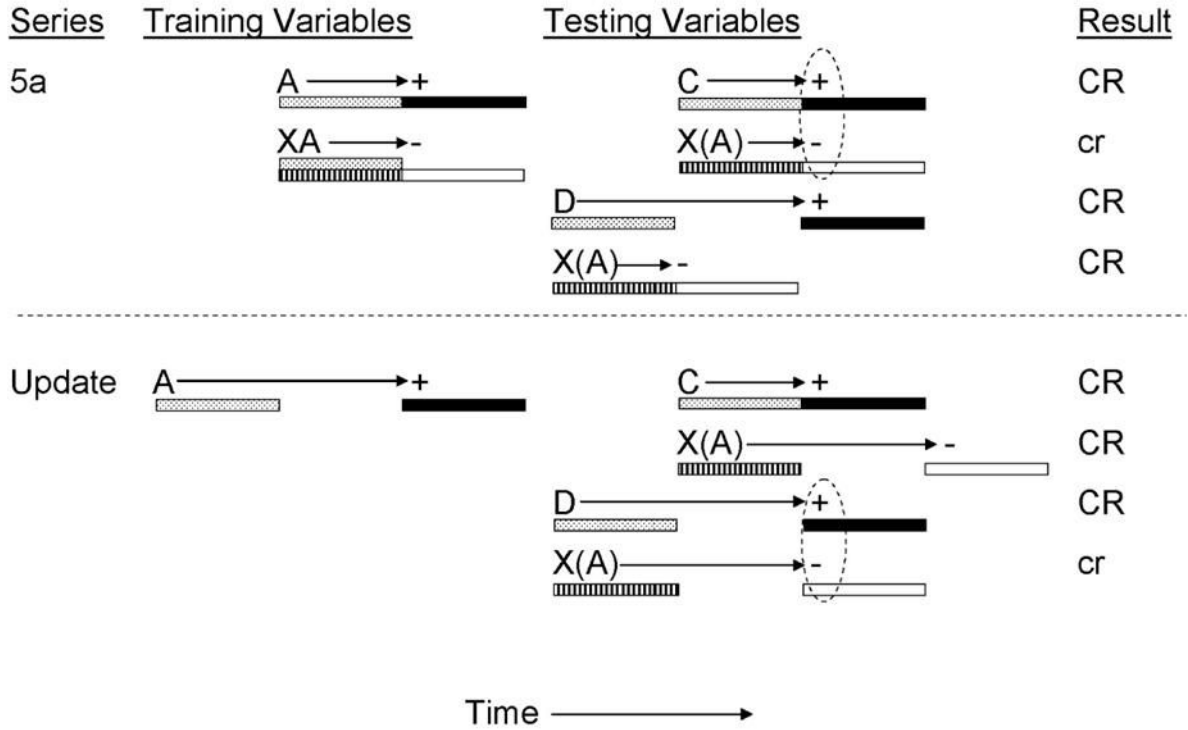 Series Training Variables Testing Variables Result
5a A + C + CR
XA - X(A) - cr
D + CR
X(A) - CR
Update A + C + CR
X(A) - CR
D + CR
X(A) - cr
Time